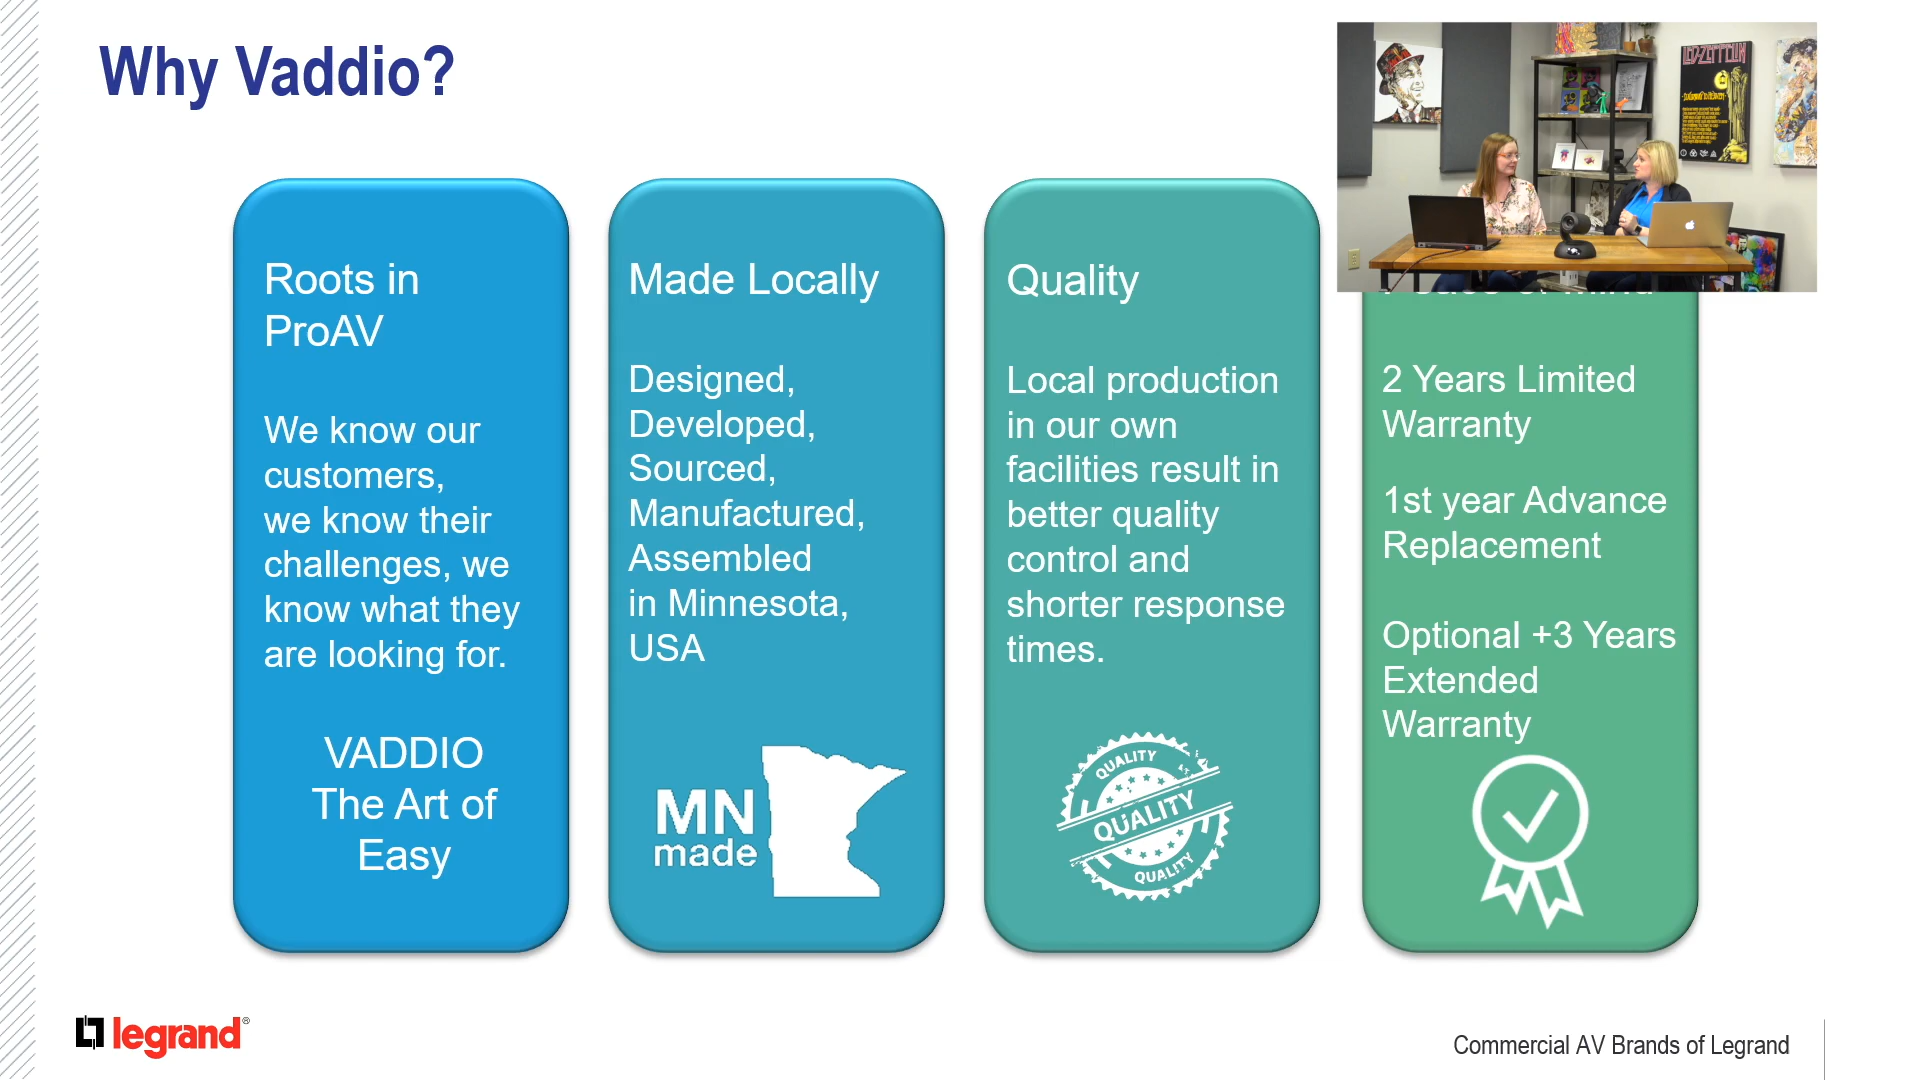 Why Vaddio?
LED-ZEPPELIN
Roots in
ProAV
We know our
customers,
we know their
challenges, we
know what they
are looking for.
VADDIO
The Art of
Easy
Made Locally
Designed,
Developed,
Sourced,
Manufactured,
Assembled
in Minnesota,
USA
MN
made
Quality
Local production
in our own
facilities result in
better quality
control and
shorter response
times.
QUALITY
QUALITY
QUALITY
2 Years Limited
Warranty
1st year Advance
Replacement
Optional +3 Years
Extended
Warranty
legrand®
Commercial AV Brands of Legrand